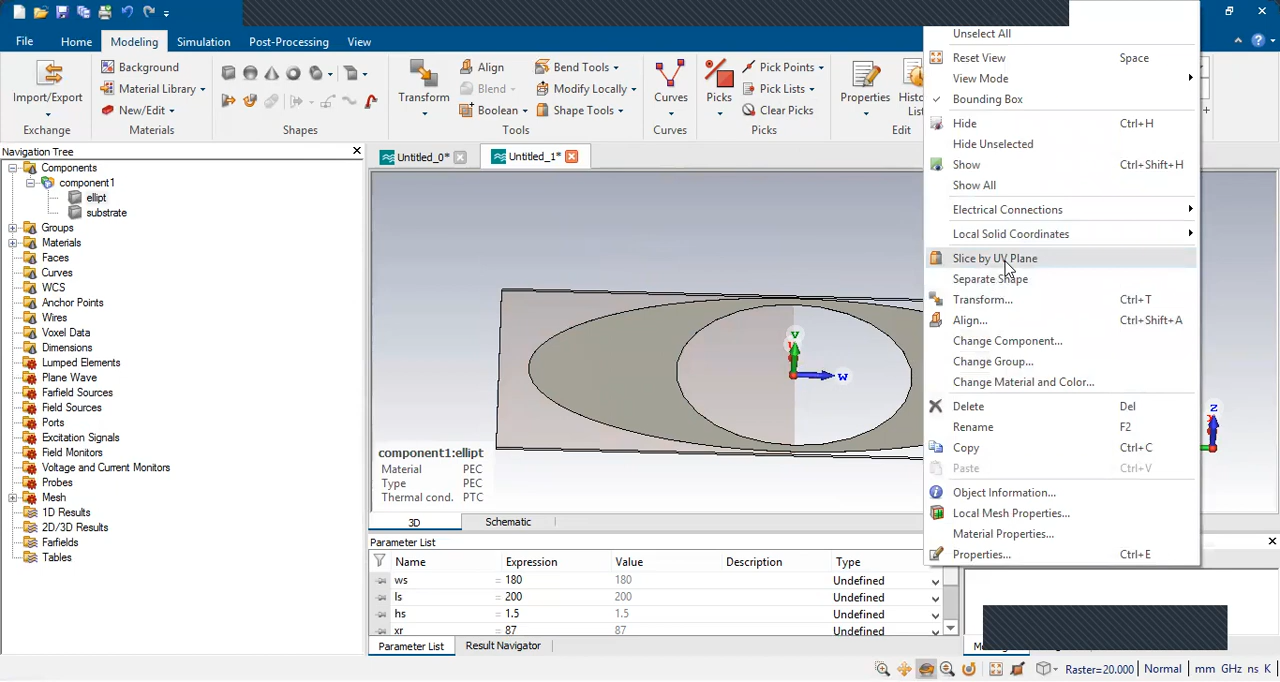 File
Home
Modeling
Simulation
Post-Processing
View
Import/Export
Exchange
Background
Material Library
New/Edit
Materials
Shapes
Transform
Align
Blend
Boolean
Bend Tools
Modify Locally
Shape Tools
Tools
Curves
Curves
Picks
Pick Points
Pick Lists
Clear Picks
Picks
Properties
Edit
Navigation Tree
Components
component1
ellipt
substrate
Groups
Materials
Faces
Curves
WCS
Anchor Points
Wires
Voxel Data
Dimensions
Lumped Elements
Plane Wave
Farfield Sources
Field Sources
Ports
Excitation Signals
Field Monitors
Voltage and Current Monitors
Probes
Mesh
1D Results
2D/3D Results
Farfields
Tables
Untitled_0*
Untitled_1*
v
w
z
component1:ellipt
Material PEC
Type PEC
Thermal cond. PTC
3D
Schematic
Parameter List
Name Expression Value Description Type
ws = 180 180 Undefined
ls = 200 200 Undefined
hs = 1.5 1.5 Undefined
xr = 87 87 Undefined
Parameter List
Result Navigator
Unselect All
Reset View Space
View Mode
Bounding Box
Hide Ctrl+H
Hide Unselected
Show Ctrl+Shift+H
Show All
Electrical Connections
Local Solid Coordinates
Slice by UV Plane
Separate Shape
Transform... Ctrl+T
Align... Ctrl+Shift+A
Change Component...
Change Group...
Change Material and Color...
Delete Del
Rename F2
Copy Ctrl+C
Paste Ctrl+V
Object Information...
Local Mesh Properties...
Material Properties...
Properties... Ctrl+E
Raster=20.000 Normal mm GHz ns K